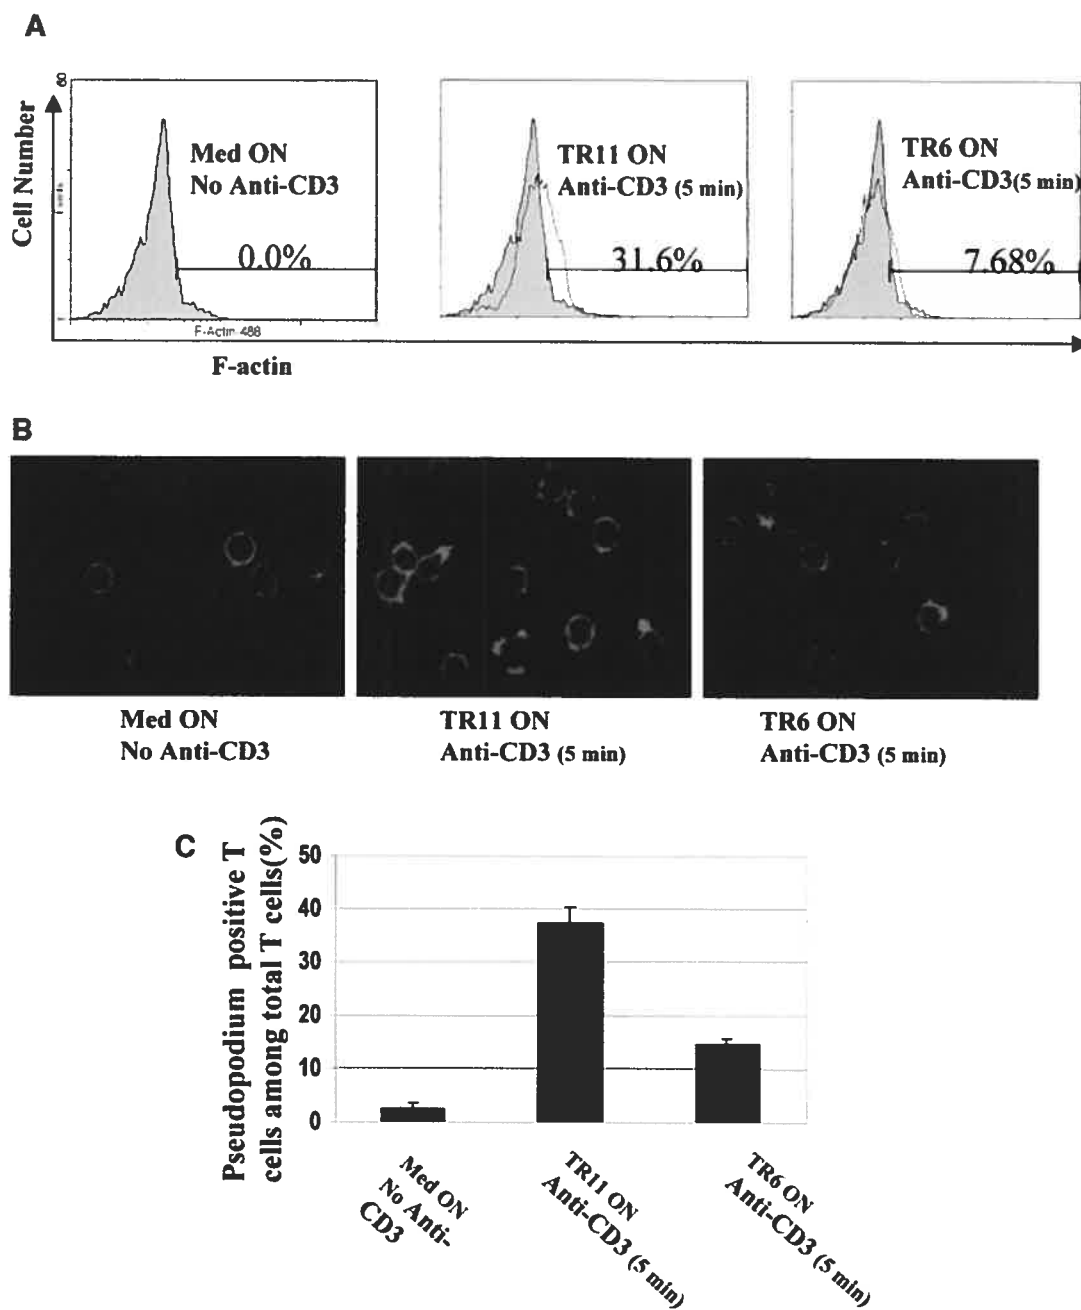 A
60
Cell Number
Med ON
No Anti-CD3
0.0%
F-Actin 488
TR11 ON
Anti-CD3 (5 min)
31.6%
TR6 ON
Anti-CD3(5 min)
7.68%
F-actin
B
Med ON
No Anti-CD3
TR11 ON
Anti-CD3 (5 min)
TR6 ON
Anti-CD3 (5 min)
C
Pseudopodium positive T
cells among total T cells(%)
50
40
30
20
10
0
Med ON
No Anti-
CD3
TR11 ON
Anti-CD3 (5 min)
TR6 ON
Anti-CD3 (5 min)